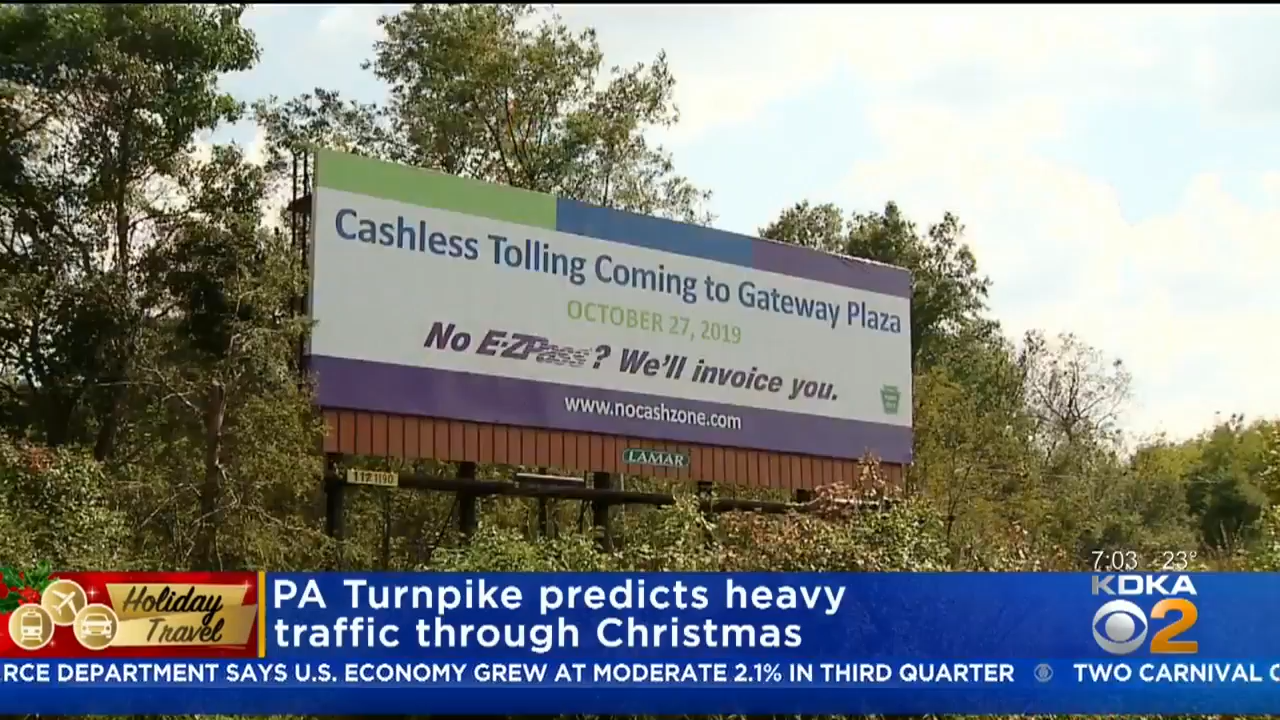 Cashless Tolling Coming to Gateway Plaza
OCTOBER 27, 2019
No E-ZPass? We'll invoice you.
www.nocashzone.com
LAMAR
7:03 23°
KDKA
2
Holiday
Travel
PA Turnpike predicts heavy
traffic through Christmas
RCE DEPARTMENT SAYS U.S. ECONOMY GREW AT MODERATE 2.1% IN THIRD QUARTER TWO CARNIVAL